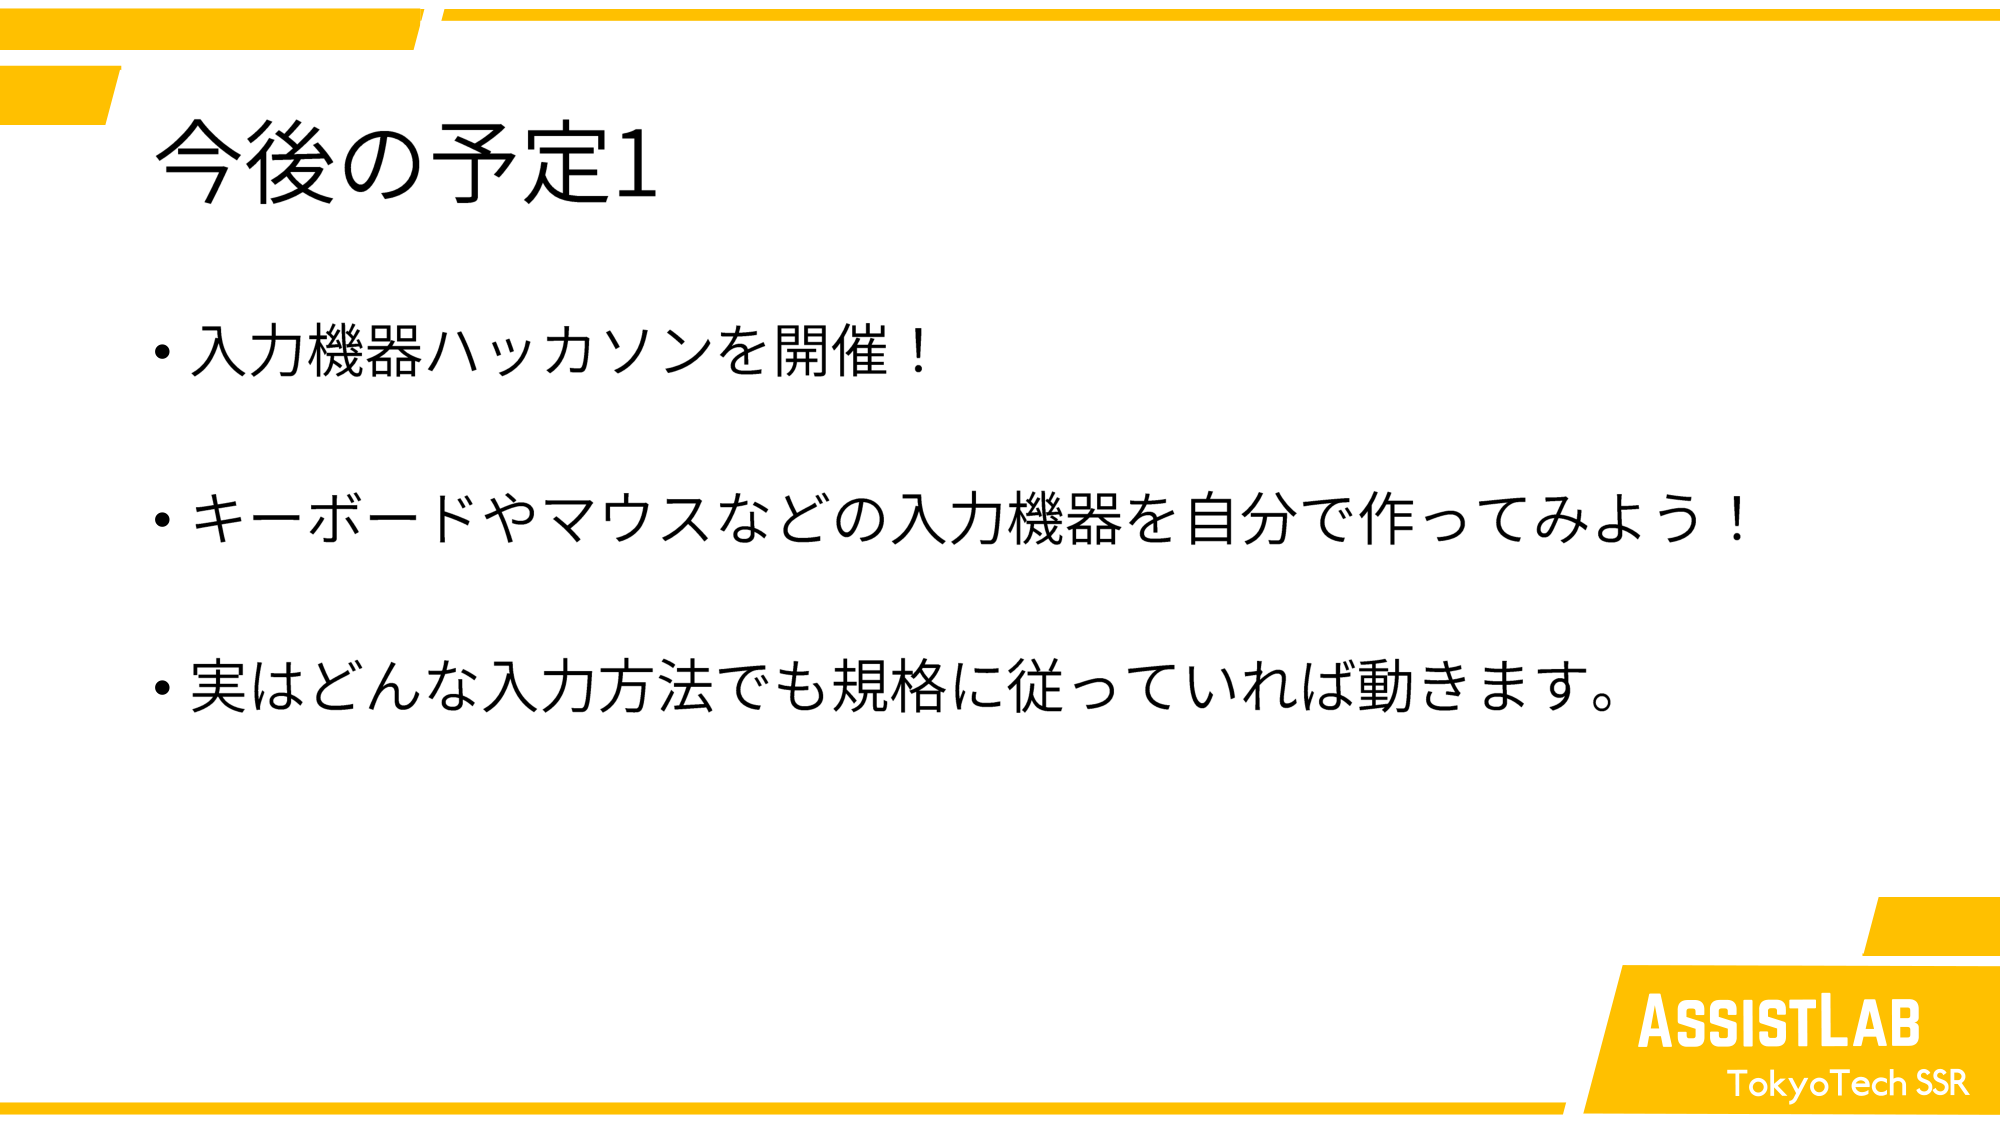 今後の予定1
• 入力機器ハッカソンを開催！
• キーボードやマウスなどの入力機器を自分で作ってみよう！
• 実はどんな入力方法でも規格に従っていれば動きます。
ASSISTLAB
TokyoTech SSR